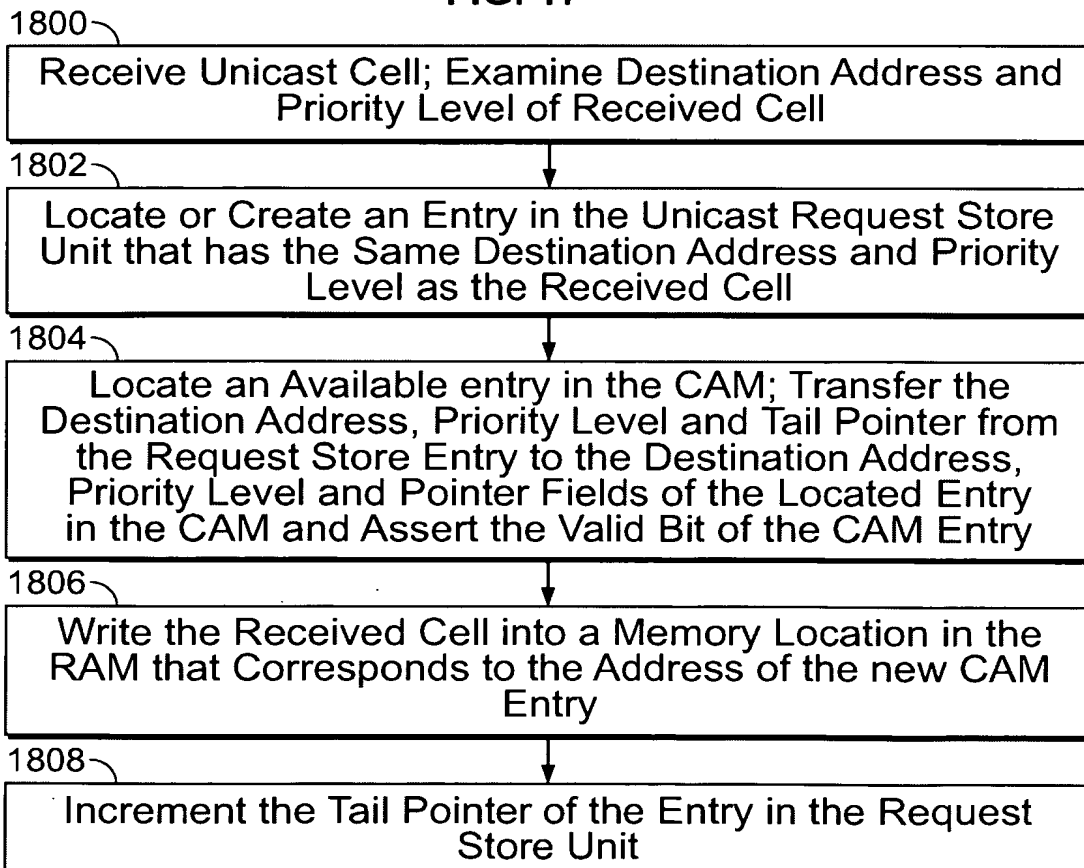 1800
Receive Unicast Cell; Examine Destination Address and
Priority Level of Received Cell
1802
Locate or Create an Entry in the Unicast Request Store
Unit that has the Same Destination Address and Priority
Level as the Received Cell
1804
Locate an Available entry in the CAM; Transfer the
Destination Address, Priority Level and Tail Pointer from
the Request Store Entry to the Destination Address,
Priority Level and Pointer Fields of the Located Entry
in the CAM and Assert the Valid Bit of the CAM Entry
1806
Write the Received Cell into a Memory Location in the
RAM that Corresponds to the Address of the new CAM
Entry
1808
Increment the Tail Pointer of the Entry in the Request
Store Unit